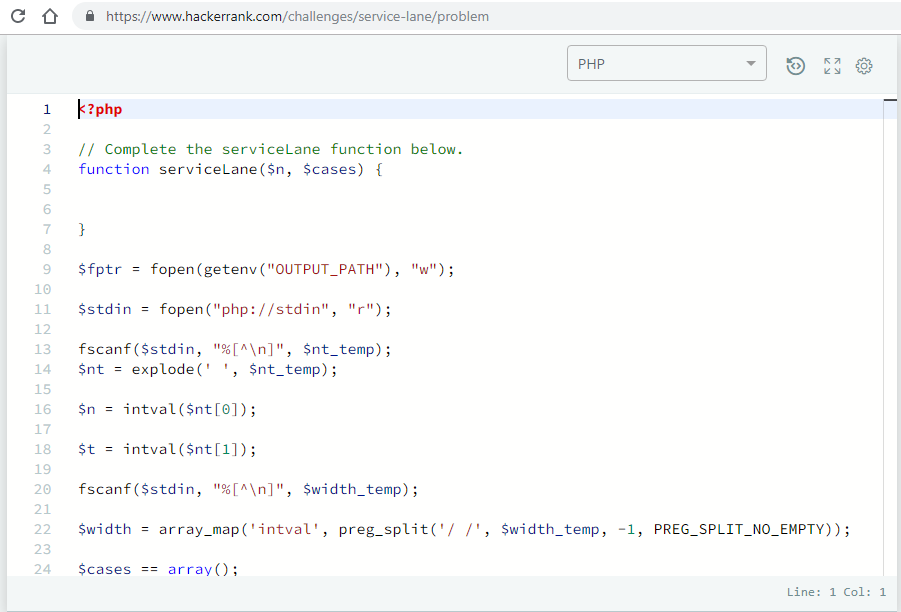 https://www.hackerrank.com/challenges/service-lane/problem
PHP
1 <?php
2
3 // Complete the serviceLane function below.
4 function serviceLane($n, $cases) {
5
6
7 }
8
9 $fptr = fopen(getenv("OUTPUT_PATH"), "w");
10
11 $stdin = fopen("php://stdin", "r");
12
13 fscanf($stdin, "%[^\n]", $nt_temp);
14 $nt = explode(' ', $nt_temp);
15
16 $n = intval($nt[0]);
17
18 $t = intval($nt[1]);
19
20 fscanf($stdin, "%[^\n]", $width_temp);
21
22 $width = array_map('intval', preg_split('/ /', $width_temp, -1, PREG_SPLIT_NO_EMPTY));
23
24 $cases == array();
Line: 1 Col: 1